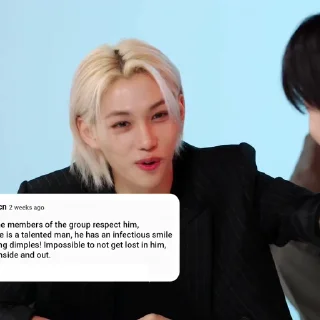 cn 2 weeks ago
e members of the group respect him,
e is a talented man, he has an infectious smile
ng dimples! Impossible to not get lost in him,
nside and out.